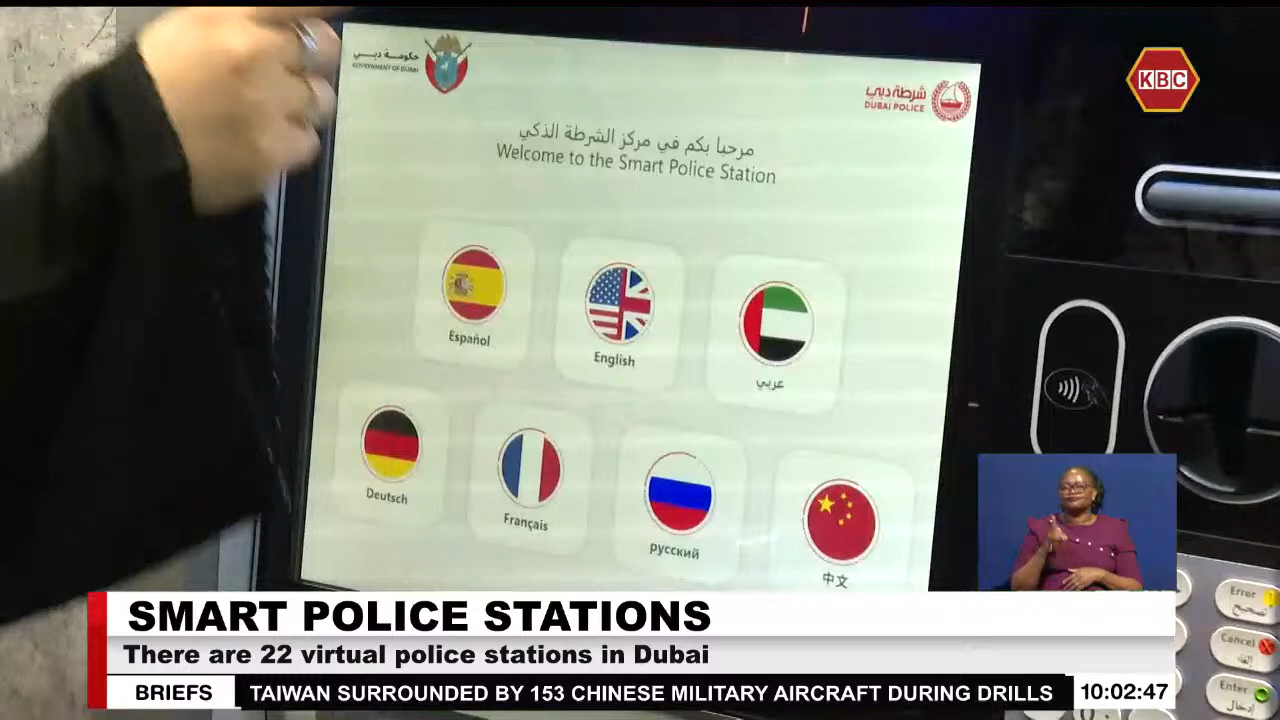 حكومة دبي
GOVERNMENT OF DUBAI
شرطة دبي
DUBAI POLICE
KBC
مرحبا بكم في مركز الشرطة الذكي
Welcome to the Smart Police Station
Español
English
عربي
Deutsch
Français
русский
中文
Error
تصحيح
Cancel
إلغاء
Enter
إدخال
SMART POLICE STATIONS
There are 22 virtual police stations in Dubai
BRIEFS TAIWAN SURROUNDED BY 153 CHINESE MILITARY AIRCRAFT DURING DRILLS 10:02:47